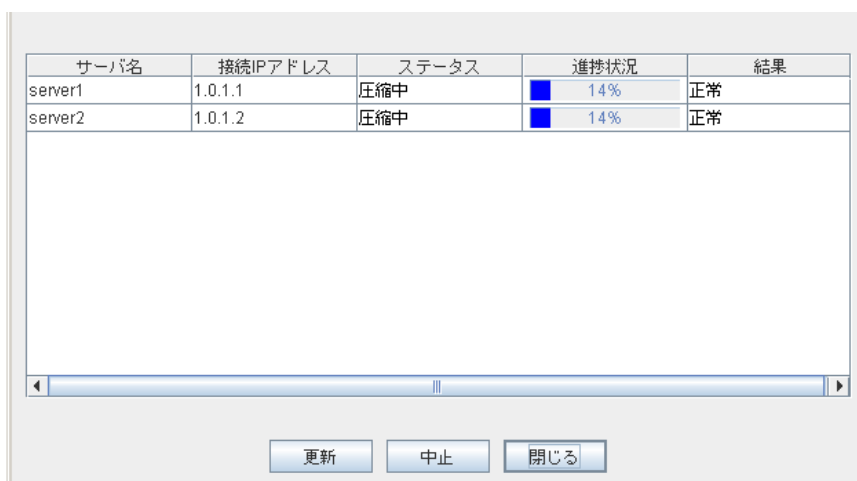 サーバ名 接続IPアドレス ステータス 進捗状況 結果
server1 1.0.1.1 圧縮中 14% 正常
server2 1.0.1.2 圧縮中 14% 正常
更新 中止 閉じる